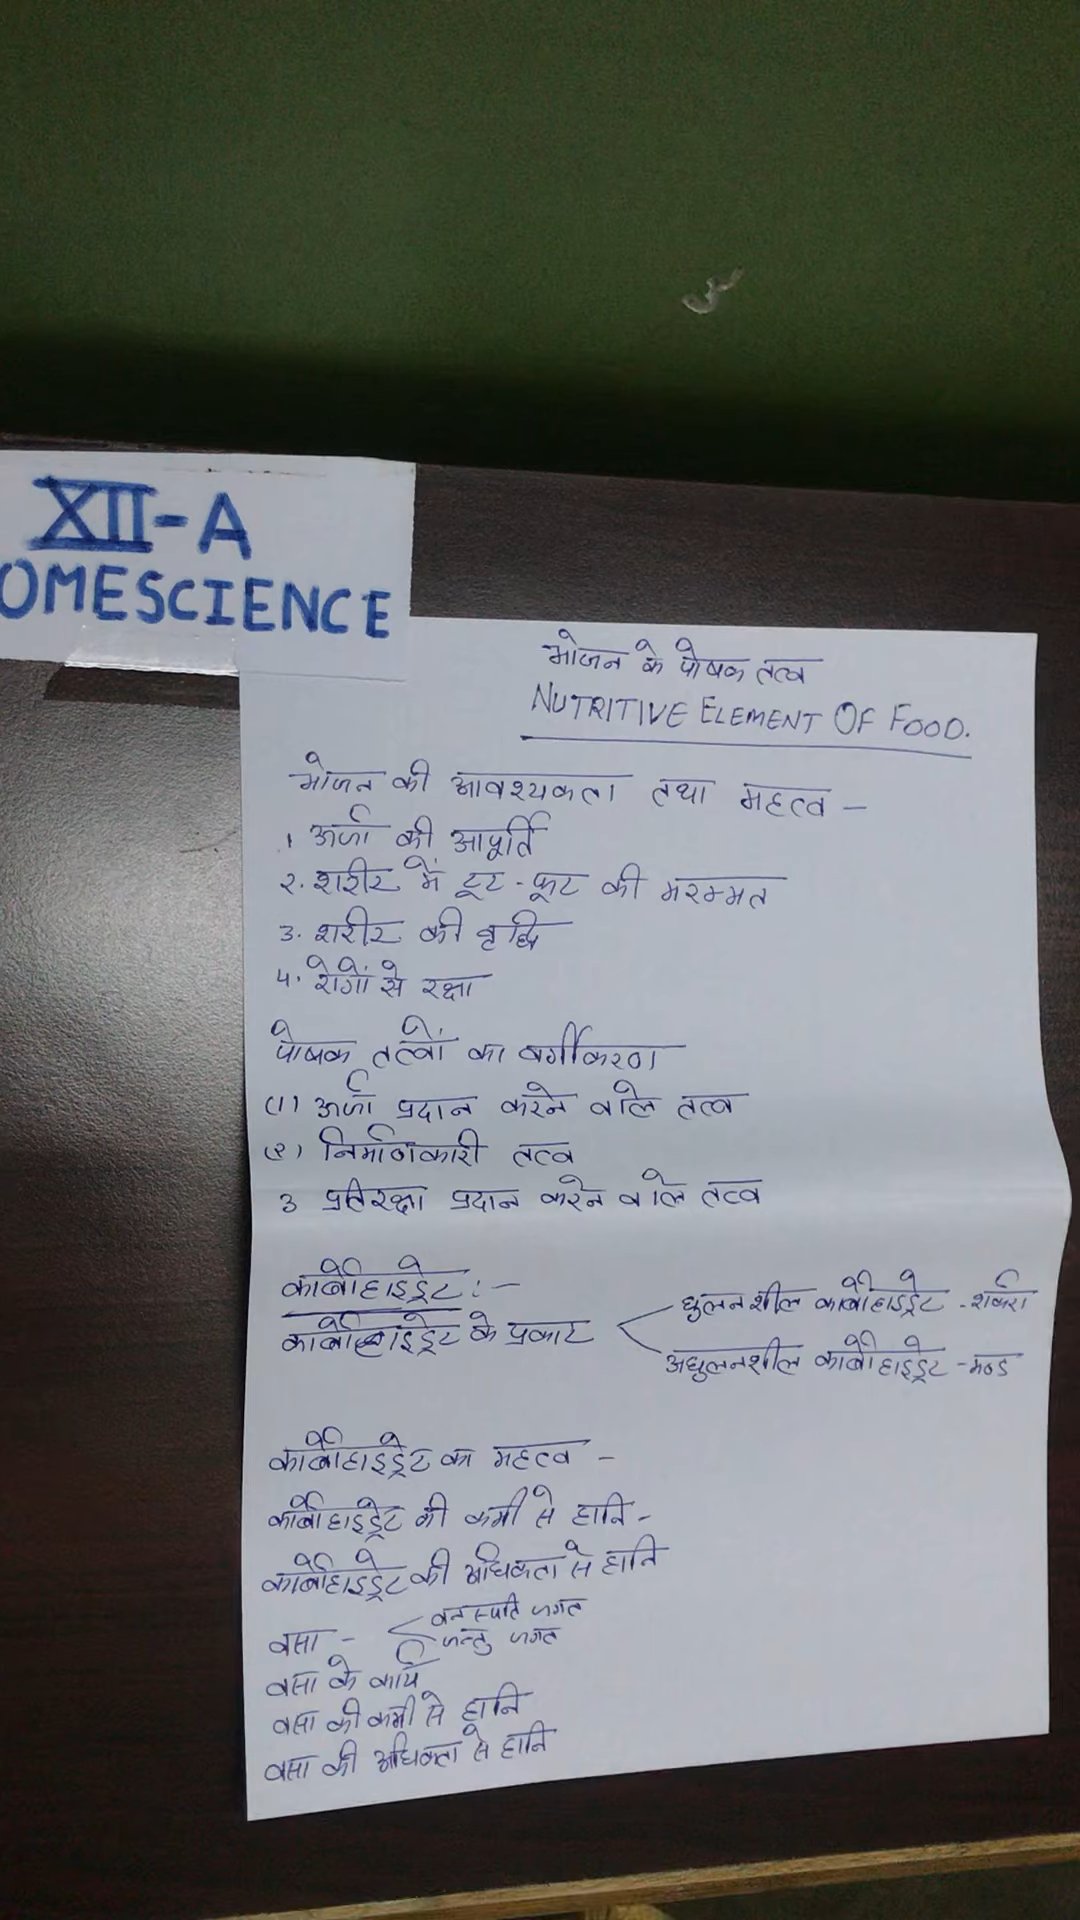 XII-A
OMESCIENCE
भोजन के पोषक तत्व
NUTRITIVE ELEMENT OF FOOD.
भोजन की आवश्यकता तथा महत्व –
1 ऊर्जा की आपूर्ति
२. शरीर में टूट-फूट की मरम्मत
3. शरीर की वृद्धि
4. रोगों से रक्षा
पोषक तत्वों का वर्गीकरण
(1) ऊर्जा प्रदान करने वाले तत्व
(२) निर्माणकारी तत्व
3 प्रतिरक्षा प्रदान करने वाले तत्व
कार्बोहाइड्रेट :-
कार्बोहाइड्रेट के प्रकार
घुलनशील कार्बोहाइड्रेट - शर्करा
अघुलनशील कार्बोहाइड्रेट - मण्ड
कार्बोहाइड्रेट का महत्व –
कार्बोहाइड्रेट की कमी से हानि -
कार्बोहाइड्रेट की अधिकता से हानि
वसा -
वनस्पति जगत
जन्तु जगत
वसा के कार्य
वसा की कमी से हानि
वसा की अधिकता से हानि